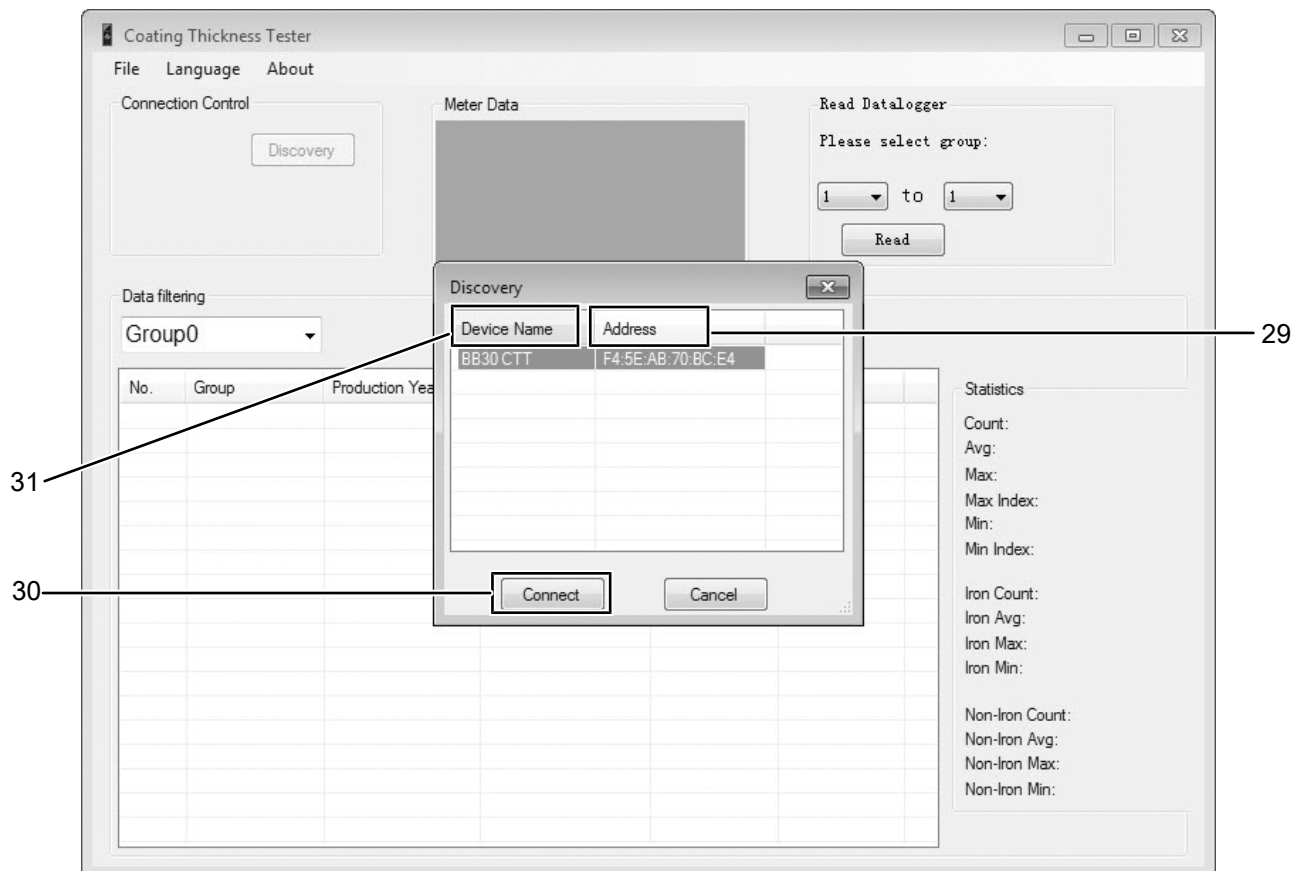 Coating Thickness Tester
File Language About
Connection Control
Discovery
Meter Data
Read Datalogger
Please select group:
1 to 1
Read
Data filtering
Group0
Discovery
Device Name Address
BB30 CTT F4:5E:AB:70:BC:E4
Connect Cancel
No. Group Production Yea
Statistics
Count:
Avg:
Max:
Max Index:
Min:
Min Index:
Iron Count:
Iron Avg:
Iron Max:
Iron Min:
Non-Iron Count:
Non-Iron Avg:
Non-Iron Max:
Non-Iron Min:
29
31
30